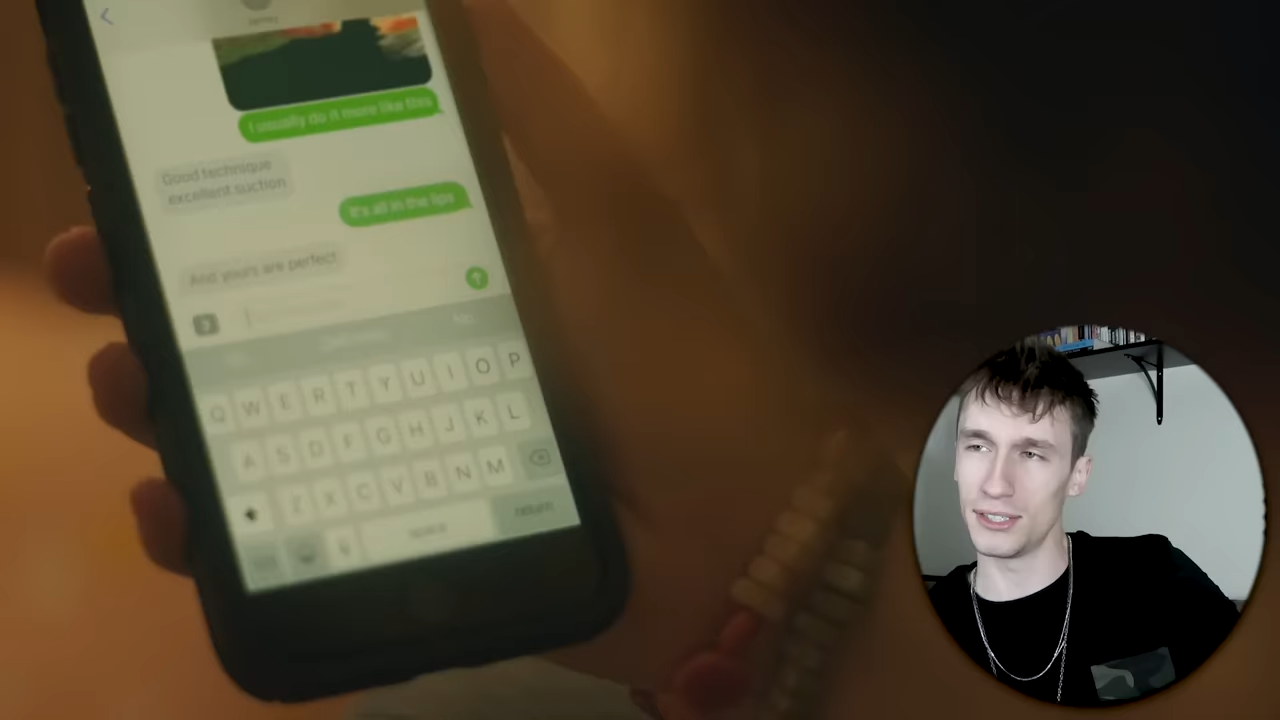 I usually do it more like this
Good technique
excellent suction
It's all in the lips
And yours are perfect
Q W E R T Y U I O P
A S D F G H J K L
Z X C V B N M
space
return